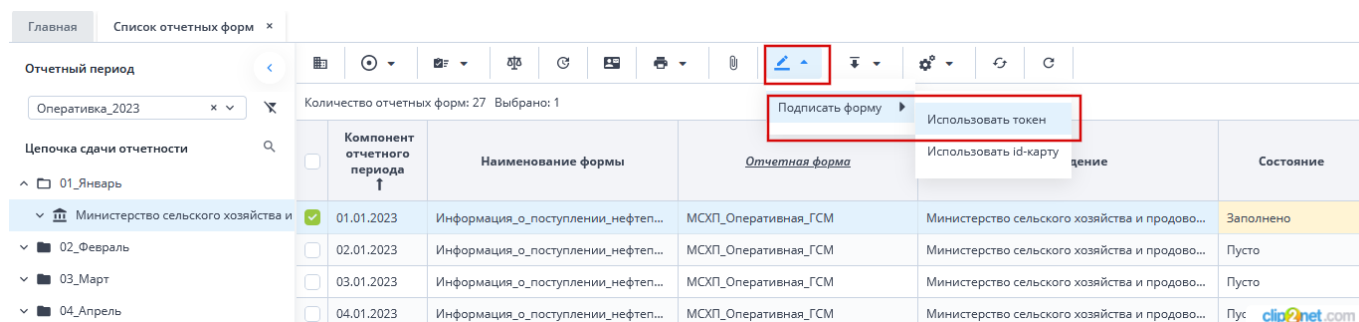 Главная Список отчетных форм ×
Отчетный период
Оперативка_2023 ×
Количество отчетных форм: 27 Выбрано: 1
Подписать форму
Использовать токен
Использовать id-карту
Цепочка сдачи отчетности
Компонент отчетного периода ↑ Наименование формы Отчетная форма дение Состояние
01_Январь
Министерство сельского хозяйства и
02_Февраль
03_Март
04_Апрель
01.01.2023 Информация_о_поступлении_нефтеп... МСХП_Оперативная_ГСМ Министерство сельского хозяйства и продово... Заполнено
02.01.2023 Информация_о_поступлении_нефтеп... МСХП_Оперативная_ГСМ Министерство сельского хозяйства и продово... Пусто
03.01.2023 Информация_о_поступлении_нефтеп... МСХП_Оперативная_ГСМ Министерство сельского хозяйства и продово... Пусто
04.01.2023 Информация_о_поступлении_нефтеп... МСХП_Оперативная_ГСМ Министерство сельского хозяйства и продово... Пус
clip2net.com